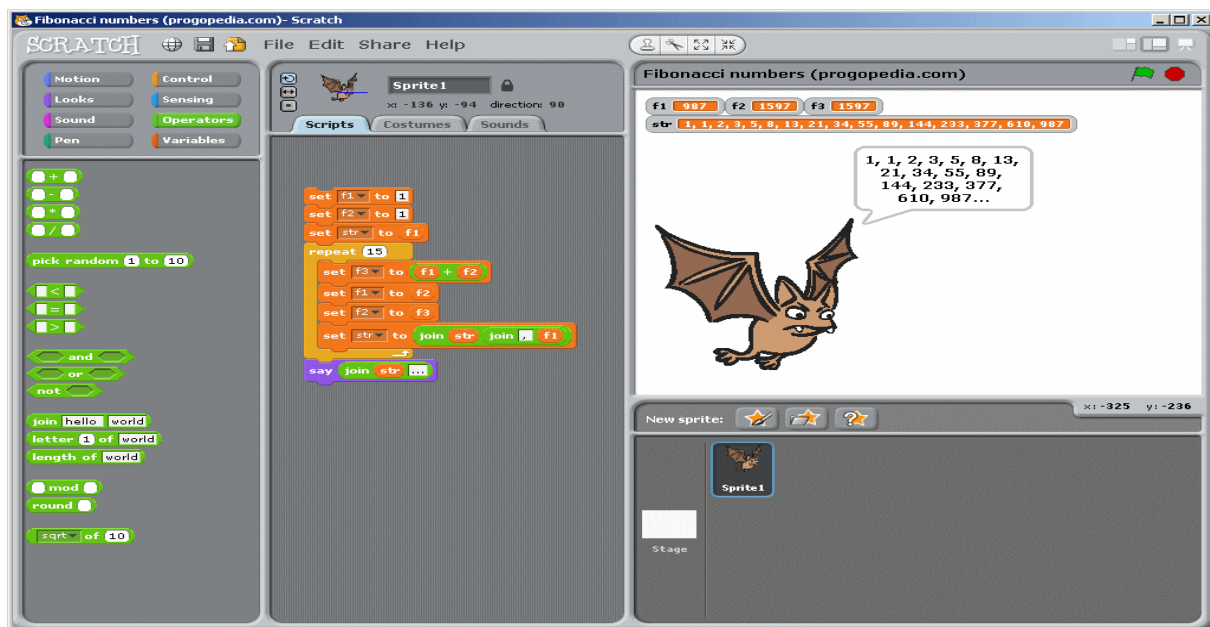 Fibonacci numbers (progopedia.com)- Scratch
SCRATCH File Edit Share Help
Motion Control
Looks Sensing
Sound Operators
Pen Variables
+
-
*
/
pick random 1 to 10
<
=
>
and
or
not
join hello world
letter 1 of world
length of world
mod
round
sqrt of 10
Sprite1
x: -136 y: -94 direction: 90
Scripts Costumes Sounds
set f1 to 1
set f2 to 1
set str to f1
repeat 15
set f3 to f1 + f2
set f1 to f2
set f2 to f3
set str to join str join , f1
say join str ...
Fibonacci numbers (progopedia.com)
f1 987 f2 1597 f3 1597
str 1, 1, 2, 3, 5, 8, 13, 21, 34, 55, 89, 144, 233, 377, 610, 987
1, 1, 2, 3, 5, 8, 13,
21, 34, 55, 89,
144, 233, 377,
610, 987...
x: -325 y: -236
New sprite:
Sprite1
Stage